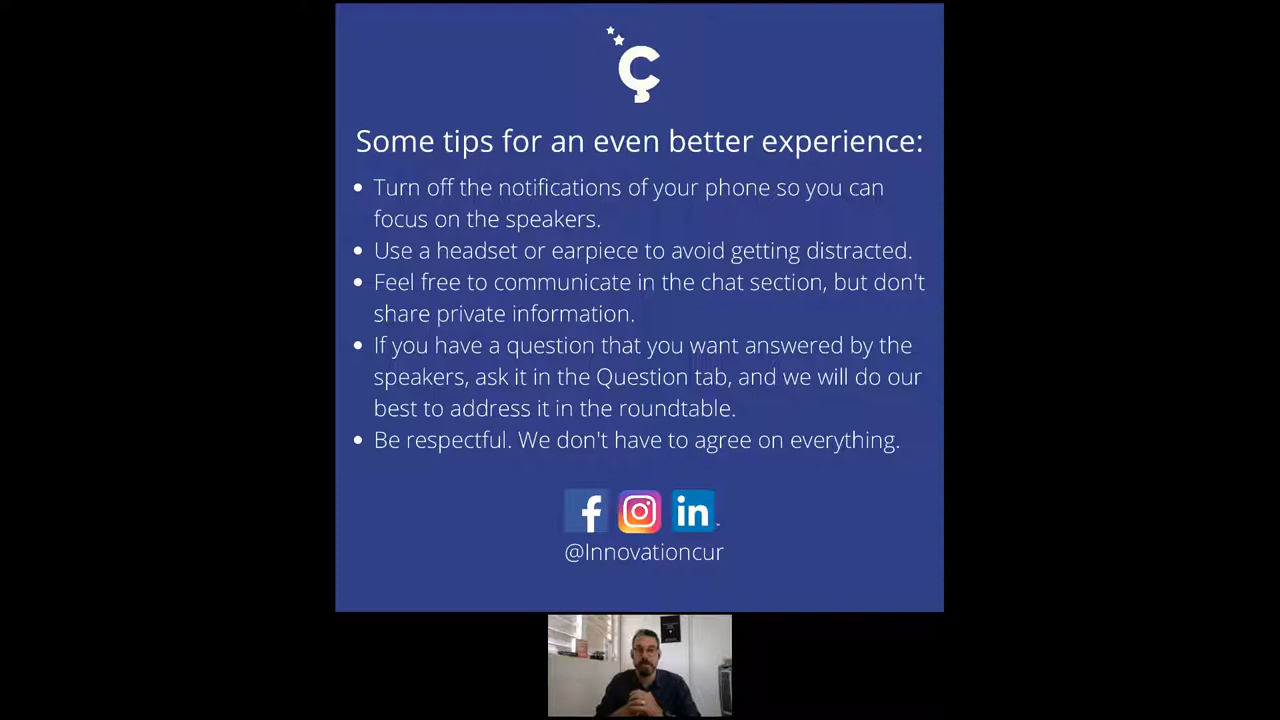 Ç
Some tips for an even better experience:
• Turn off the notifications of your phone so you can
focus on the speakers.
• Use a headset or earpiece to avoid getting distracted.
• Feel free to communicate in the chat section, but don't
share private information.
• If you have a question that you want answered by the
speakers, ask it in the Question tab, and we will do our
best to address it in the roundtable.
• Be respectful. We don't have to agree on everything.
f in
@Innovationcur